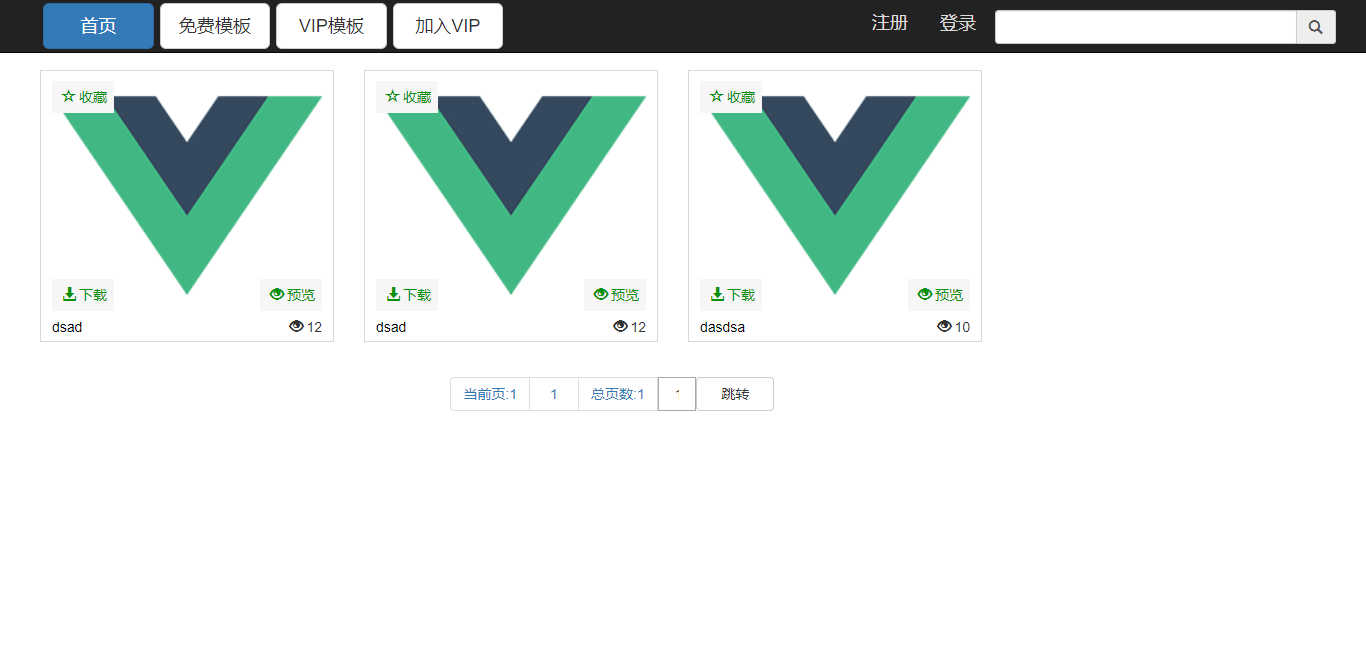 首页 免费模板 VIP模板 加入VIP 注册 登录
收藏 收藏 收藏
下载 预览 下载 预览 下载 预览
dsad 12 dsad 12 dasdsa 10
当前页:1 1 总页数:1 1 跳转